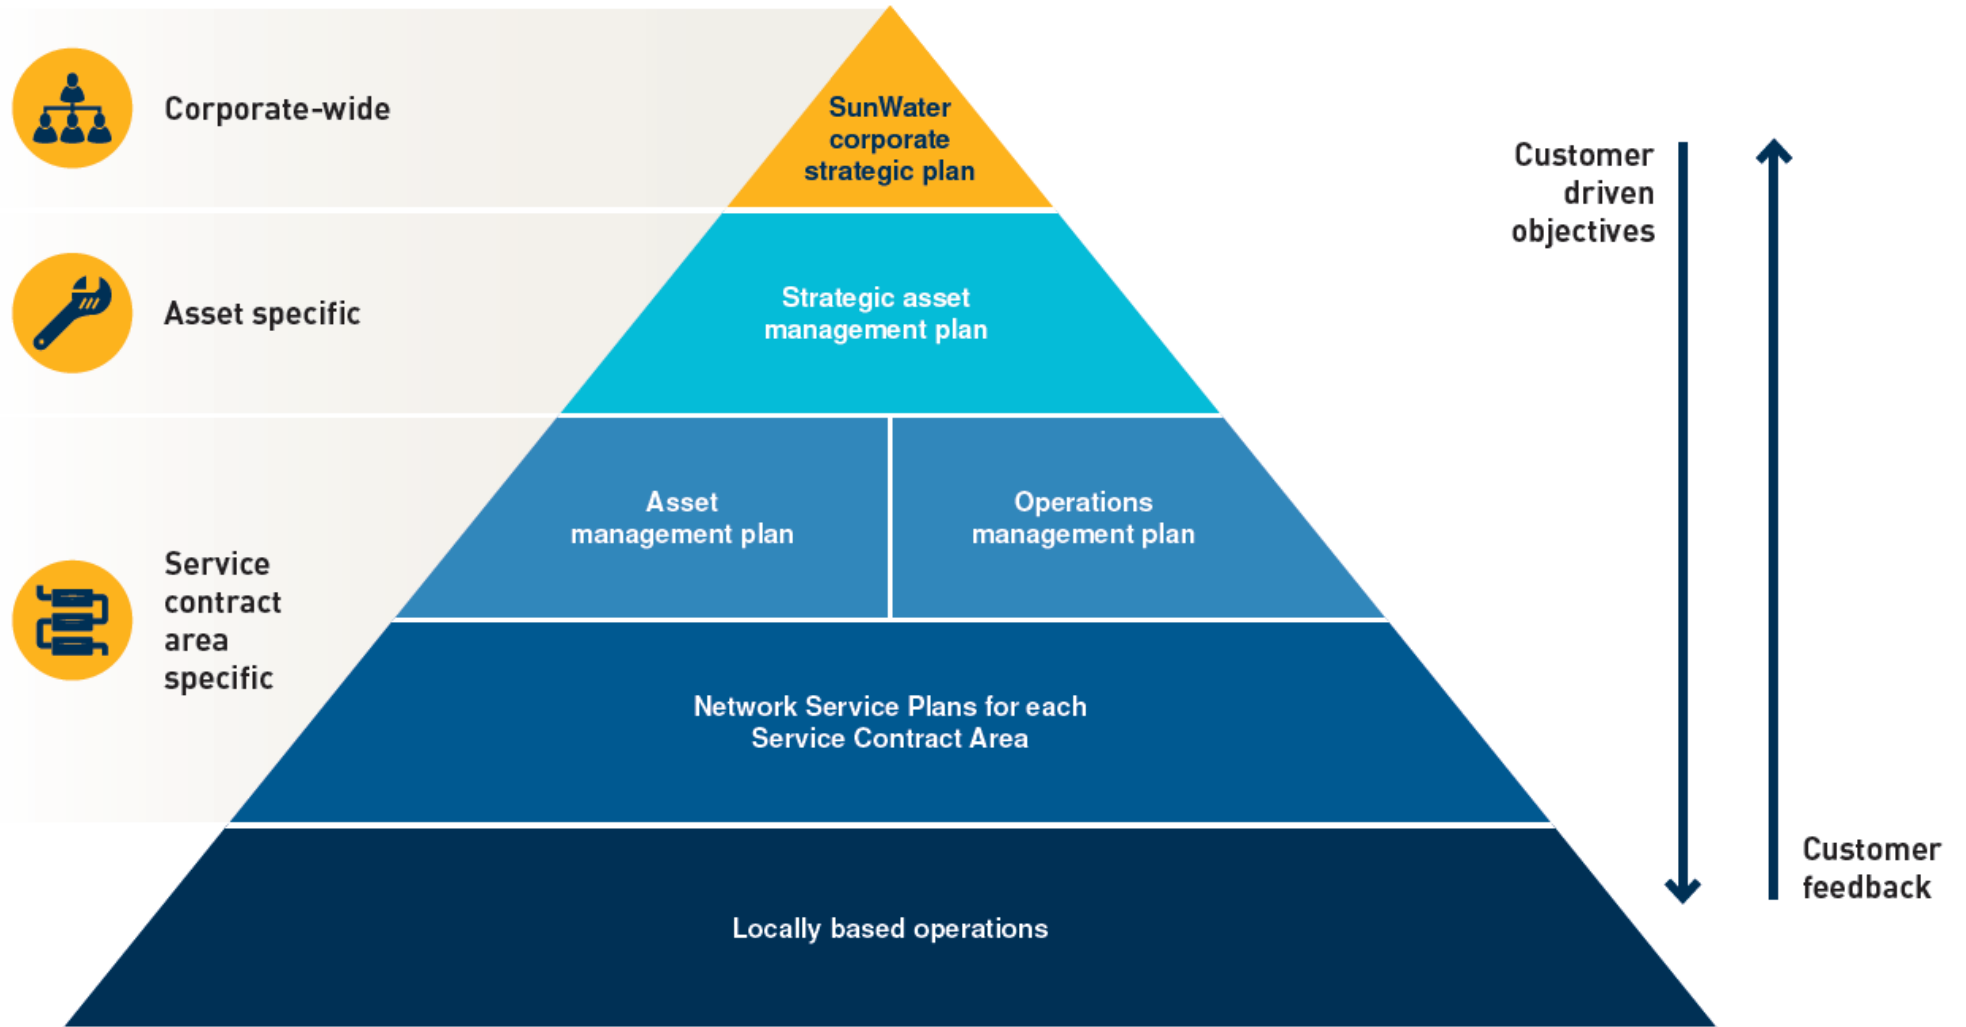 Corporate-wide
SunWater
corporate
strategic plan
Customer
driven
objectives
Asset specific
Strategic asset
management plan
Service
contract
area
specific
Asset
management plan
Operations
management plan
Network Service Plans for each
Service Contract Area
Locally based operations
Customer
feedback